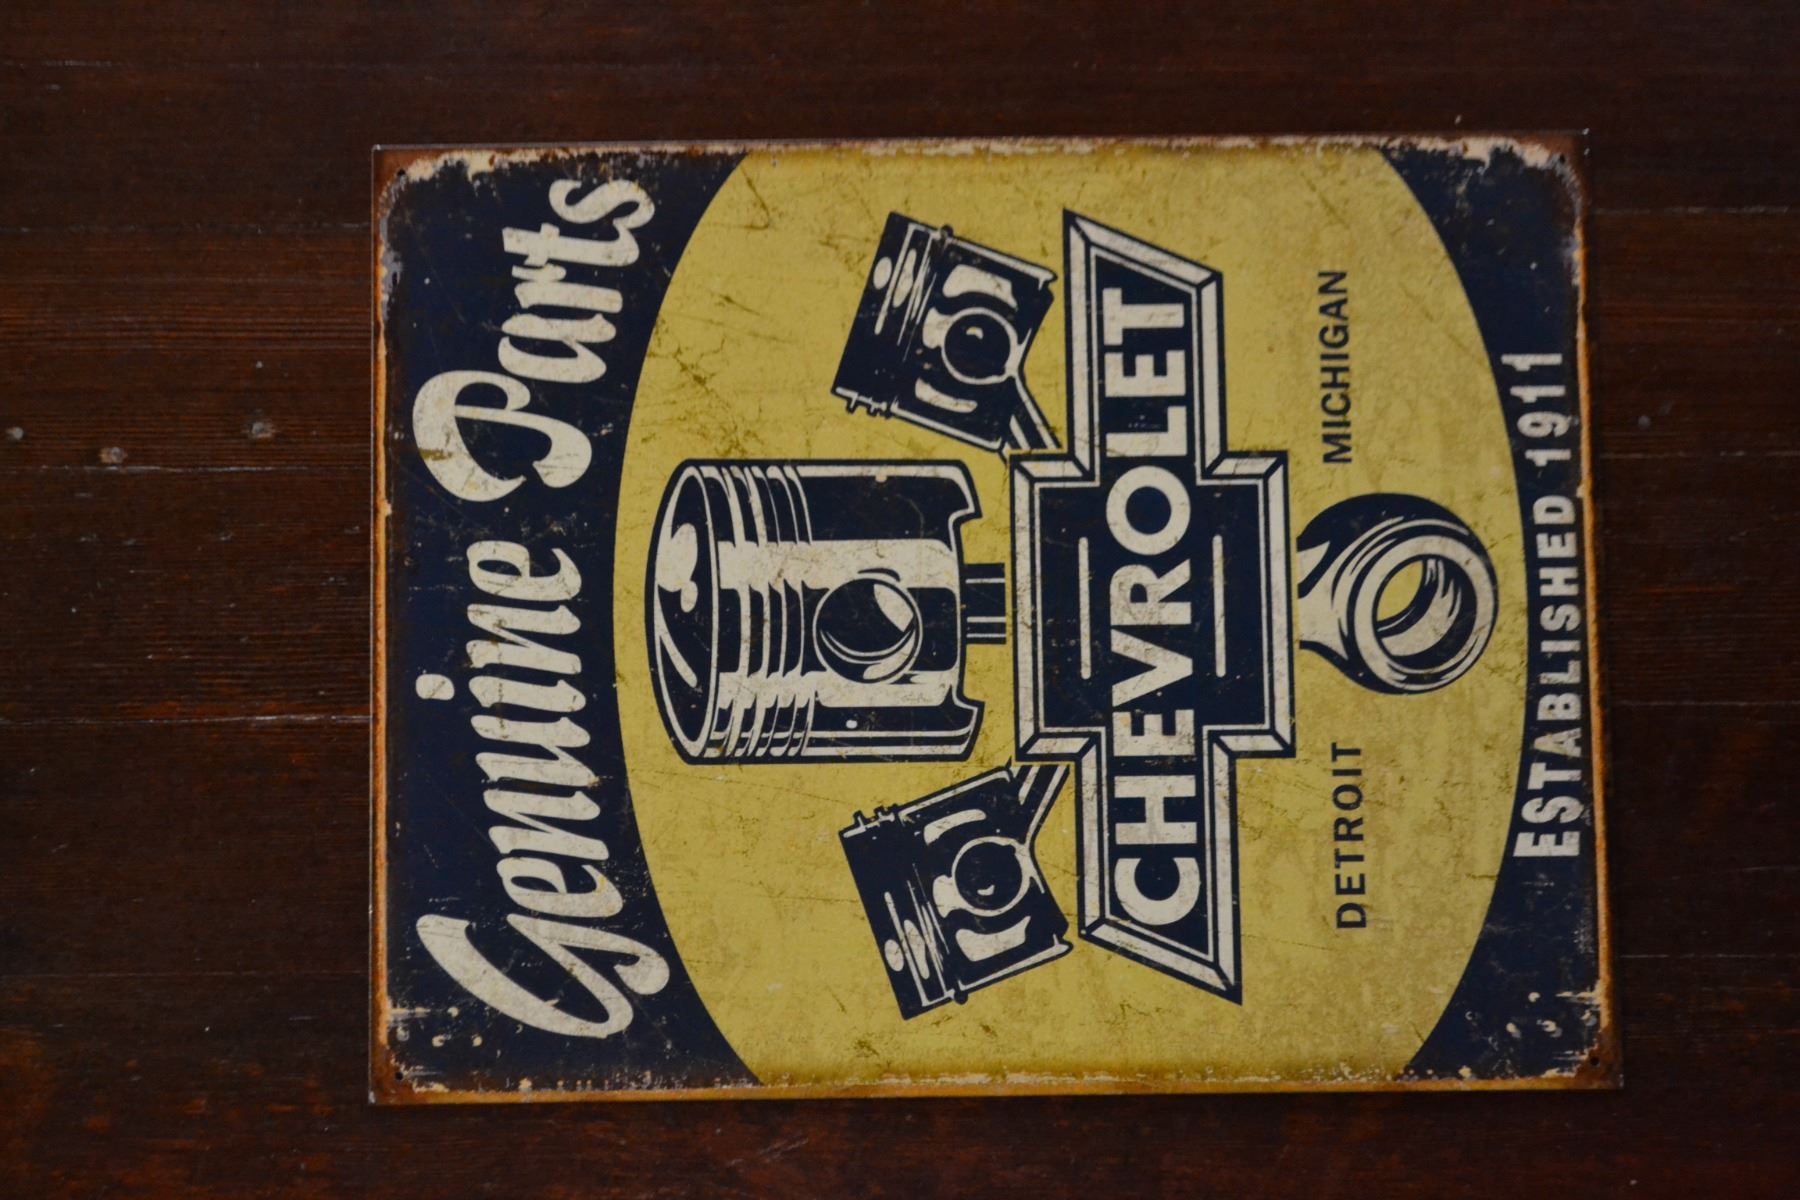 Genuine Parts
CHEVROLET
DETROIT MICHIGAN
ESTABLISHED 1911